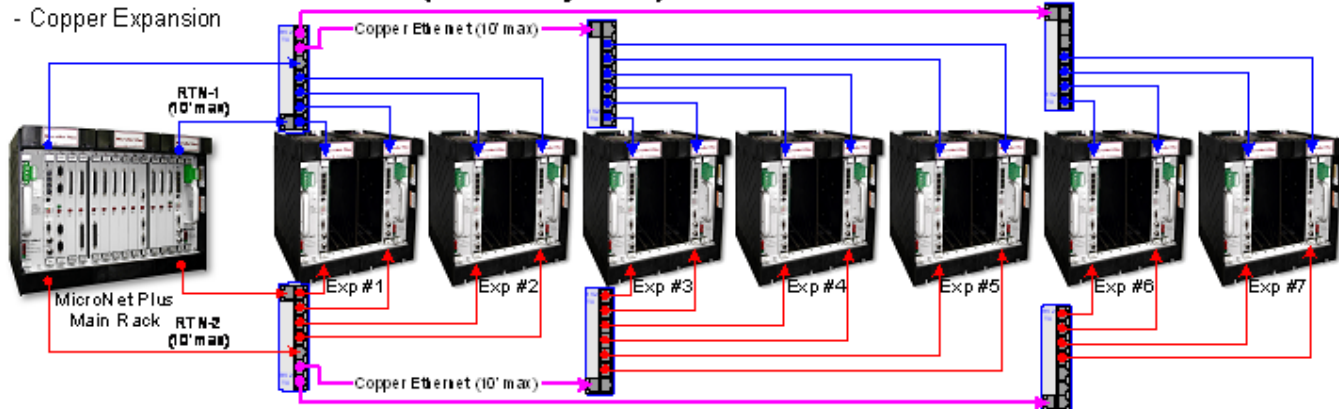 - Copper Expansion
Copper Ethernet (10' max)
RTN-1
(10' max)
MicroNet Plus
Main Rack
RTN-2
(10' max)
Exp #1
Exp #2
Exp #3
Exp #4
Exp #5
Exp #6
Exp #7
Copper Ethernet (10' max)